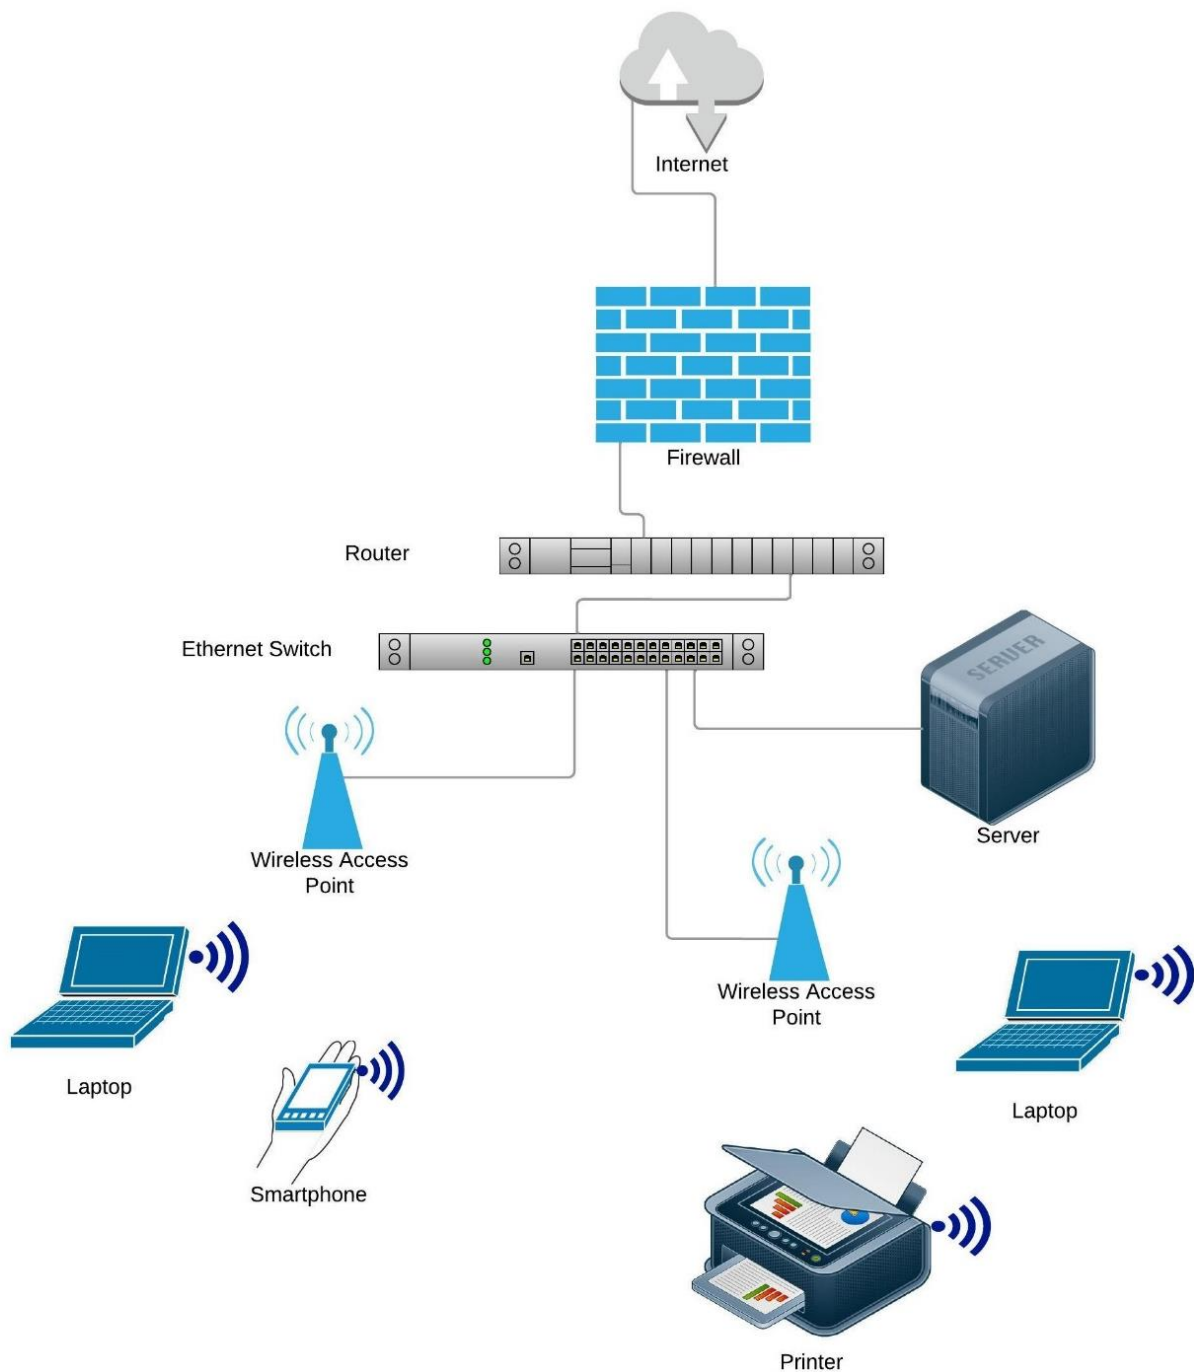 Internet
Firewall
Router
Ethernet Switch
SERVER
Server
Wireless Access
Point
Wireless Access
Point
Laptop
Laptop
Smartphone
Printer